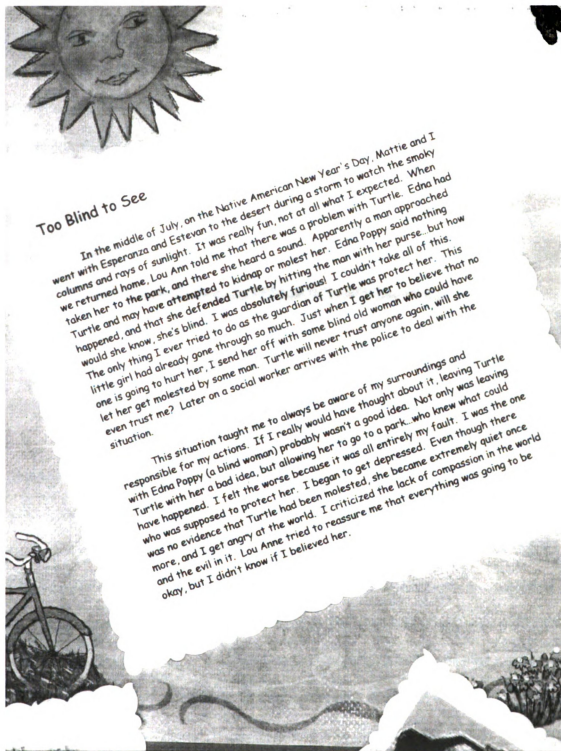 Too Blind to See
In the middle of July, on the Native American New Year's Day, Mattie and I
went with Esperanza and Estevan to the desert during a storm to watch the smoky
columns and rays of sunlight. It was really fun, not at all what I expected. When
we returned home, Lou Ann told me that there was a problem with Turtle. Edna had
taken her to the park, and there she heard a sound. Apparently a man approached
Turtle and may have attempted to kidnap or molest her. Edna Poppy said nothing
happened, and that she defended Turtle by hitting the man with her purse...but how
would she know, she's blind. I was absolutely furious! I couldn't take all of this.
The only thing I ever tried to do as the guardian of Turtle was protect her. This
little girl had already gone through so much. Just when I get her to believe that no
one is going to hurt her, I send her off with some blind old woman who could have
let her get molested by some man. Turtle will never trust anyone again, will she
even trust me? Later on a social worker arrives with the police to deal with the
situation.
This situation taught me to always be aware of my surroundings and
responsible for my actions. If I really would have thought about it, leaving Turtle
with Edna Poppy (a blind woman) probably wasn't a good idea. Not only was leaving
Turtle with her a bad idea, but allowing her to go to a park...who knew what could
have happened. I felt the worse because it was all entirely my fault. I was the one
who was supposed to protect her. I began to get depressed. Even though there
was no evidence that Turtle had been molested, she became extremely quiet once
more, and I get angry at the world. I criticized the lack of compassion in the world
and the evil in it. Lou Anne tried to reassure me that everything was going to be
okay, but I didn't know if I believed her.